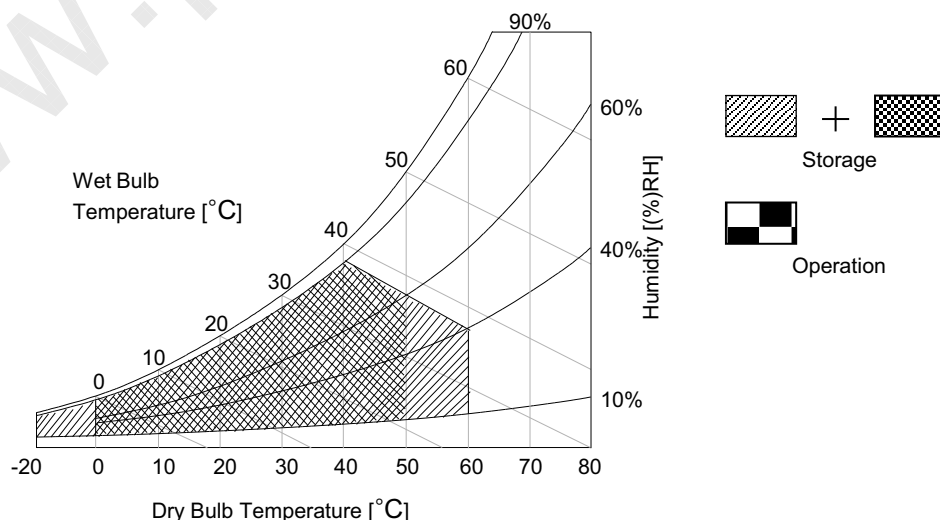 90%
60
60%
50
Wet Bulb
Temperature [°C]
40
40%
30
20
10
0
10%
Humidity [(%)RH]
-20 0 10 20 30 40 50 60 70 80
Dry Bulb Temperature [°C]
+
Storage
Operation